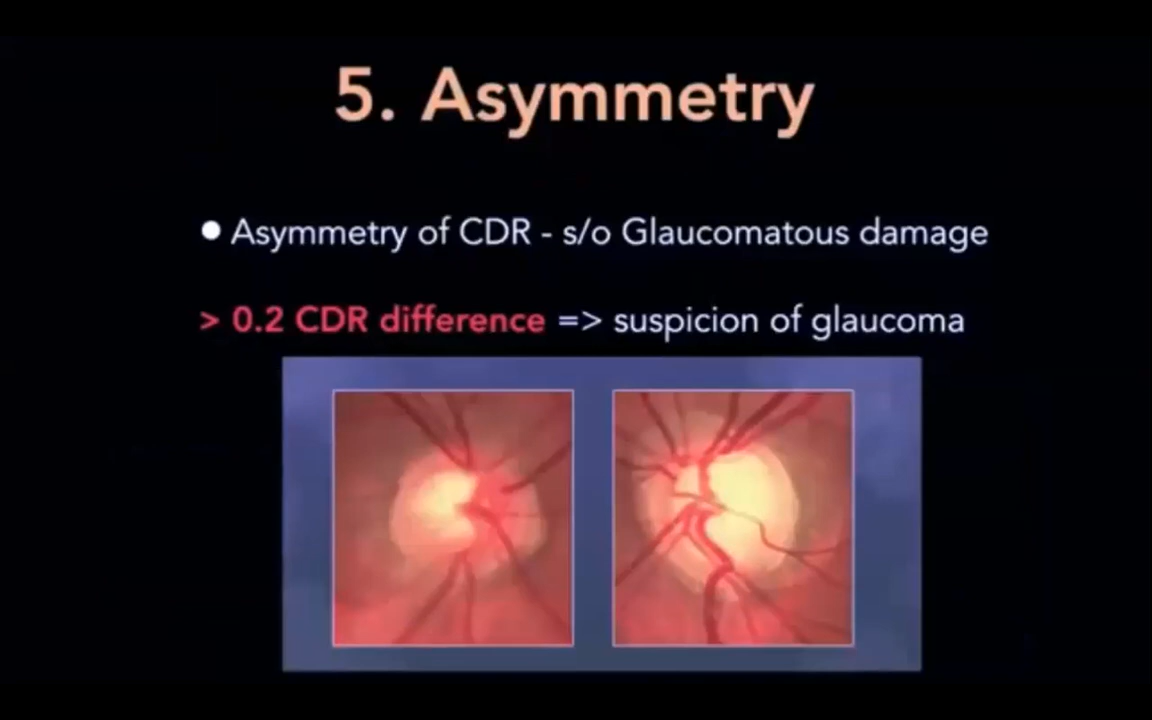 5. Asymmetry
• Asymmetry of CDR - s/o Glaucomatous damage
> 0.2 CDR difference => suspicion of glaucoma